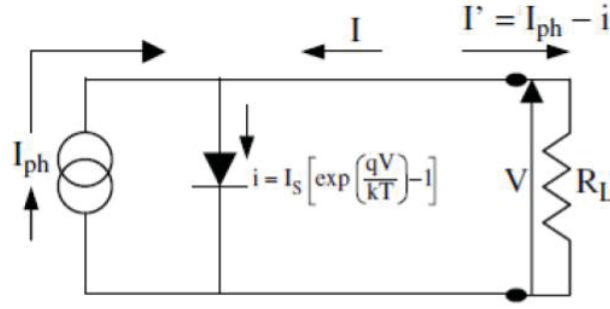 I
I' = Iph – i
Iph
i = IS [exp (qV/kT) –1]
V
RL